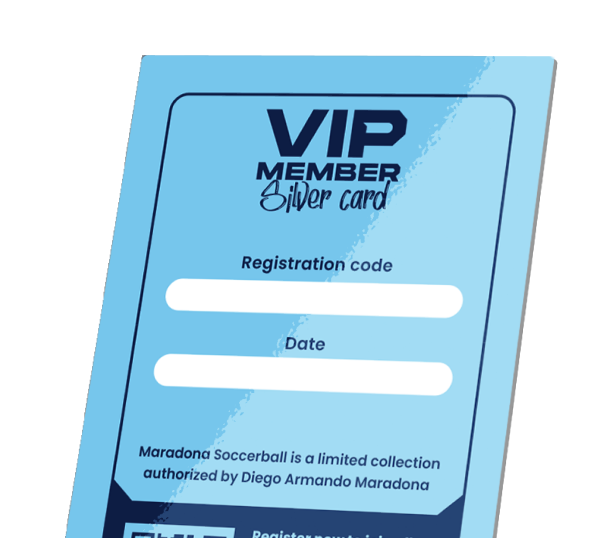 VIP
MEMBER
Silver card
Registration code
Date
Maradona Soccerball is a limited collection
authorized by Diego Armando Maradona
Register now to